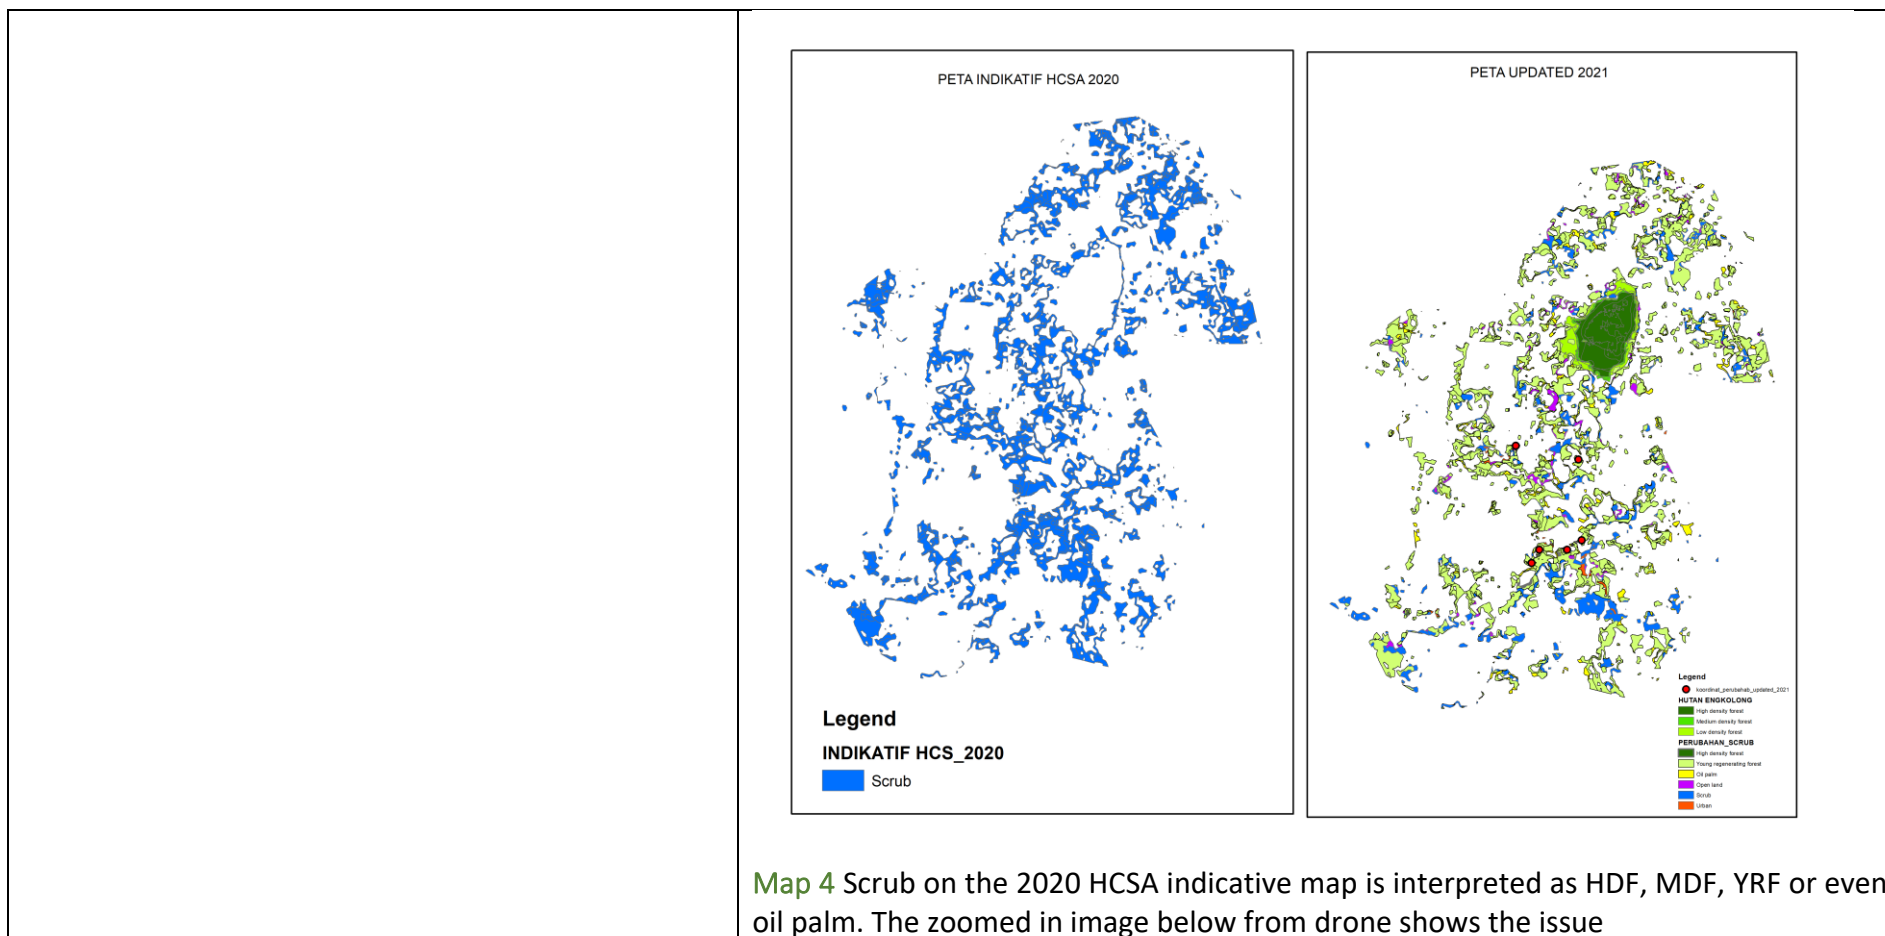 PETA INDIKATIF HCSA 2020
Legend
INDIKATIF HCS_2020
Scrub
PETA UPDATED 2021
Legend
koordinat_perubahab_updated_2021
HUTAN ENGKOLONG
High density forest
Medium density forest
Low density forest
PERUBAHAN_SCRUB
High density forest
Young regenerating forest
Oil palm
Open land
Scrub
Urban
Map 4 Scrub on the 2020 HCSA indicative map is interpreted as HDF, MDF, YRF or even
oil palm. The zoomed in image below from drone shows the issue